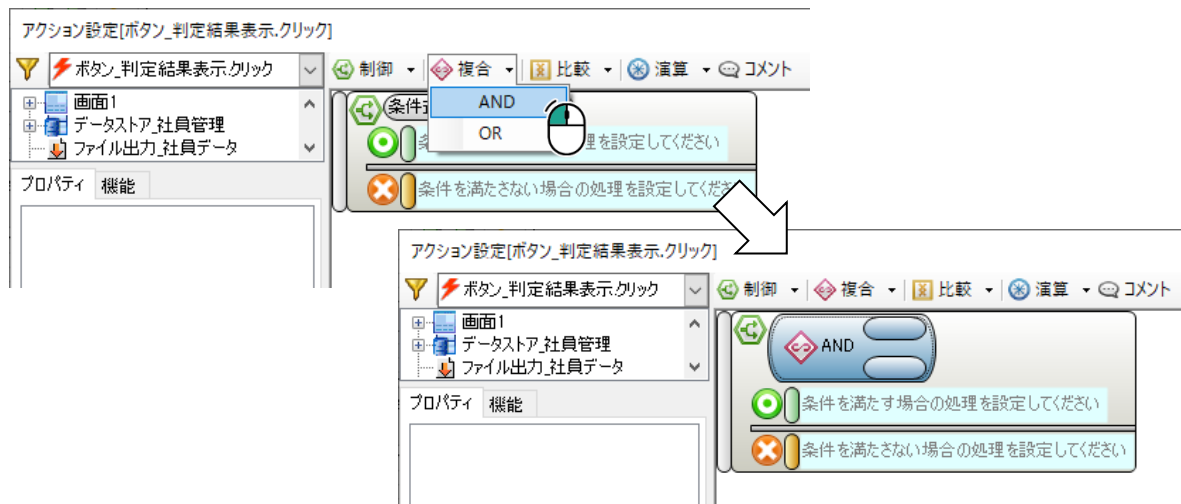 アクション設定[ボタン_判定結果表示.クリック]
ボタン_判定結果表示.クリック 制御 複合 比較 演算 コメント
画面1
データストア_社員管理
ファイル出力_社員データ
プロパティ 機能
AND
OR
条件
理を設定してください
条件を満たさない場合の処理を設定してくださ
アクション設定[ボタン_判定結果表示.クリック]
ボタン_判定結果表示.クリック 制御 複合 比較 演算 コメント
画面1
データストア_社員管理
ファイル出力_社員データ
プロパティ 機能
AND
条件を満たす場合の処理を設定してください
条件を満たさない場合の処理を設定してください